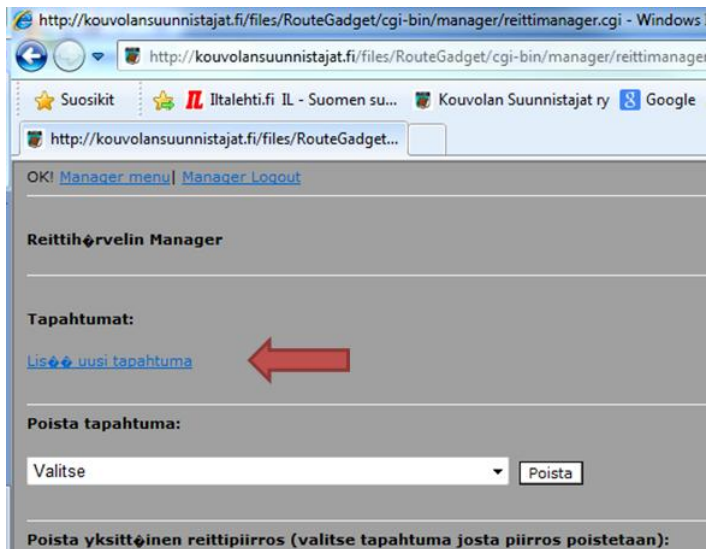 http://kouvolansuunnistajat.fi/files/RouteGadget/cgi-bin/manager/reittimanager.cgi - Windows
http://kouvolansuunnistajat.fi/files/RouteGadget/cgi-bin/manager/reittimanager
Suosikit IL Iltalehti.fi IL - Suomen su... Kouvolan Suunnistajat ry 8 Google
http://kouvolansuunnistajat.fi/files/RouteGadget...
OK! Manager menu| Manager Logout
Reittih�rvelin Manager
Tapahtumat:
Lis�� uusi tapahtuma
Poista tapahtuma:
Valitse Poista
Poista yksitt�inen reittipiirros (valitse tapahtuma josta piirros poistetaan):